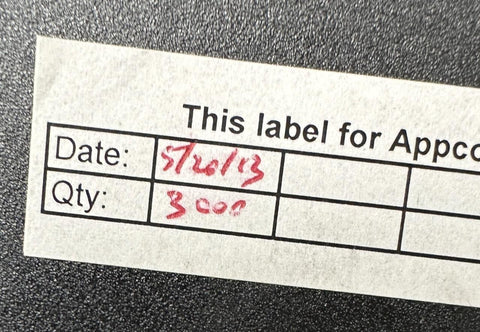 This label for Appco
Date: 5/20/13
Qty: 3000